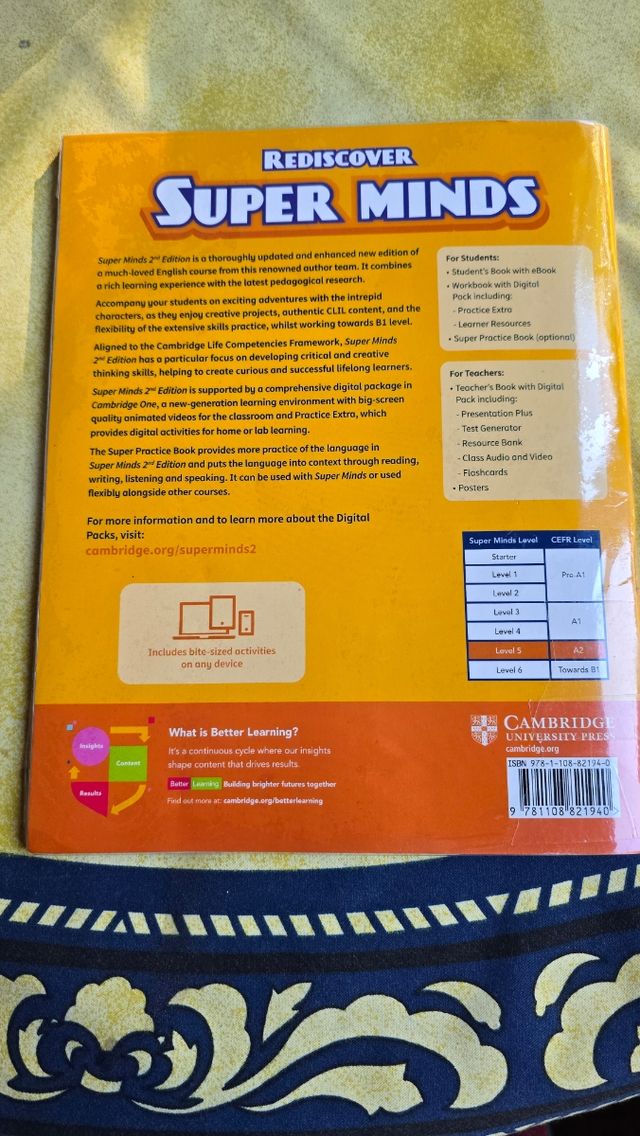 REDISCOVER
SUPER MINDS
Super Minds 2nd Edition is a thoroughly updated and enhanced new edition of
a much-loved English course from this renowned author team. It combines
a rich learning experience with the latest pedagogical research.
Accompany your students on exciting adventures with the intrepid
characters, as they enjoy creative projects, authentic CLIL content, and the
flexibility of the extensive skills practice, whilst working towards B1 level.
Aligned to the Cambridge Life Competencies Framework, Super Minds
2nd Edition has a particular focus on developing critical and creative
thinking skills, helping to create curious and successful lifelong learners.
Super Minds 2nd Edition is supported by a comprehensive digital package in
Cambridge One, a new-generation learning environment with big-screen
quality animated videos for the classroom and Practice Extra, which
provides digital activities for home or lab learning.
The Super Practice Book provides more practice of the language in
Super Minds 2nd Edition and puts the language into context through reading,
writing, listening and speaking. It can be used with Super Minds or used
flexibly alongside other courses.
For more information and to learn more about the Digital
Packs, visit:
cambridge.org/superminds2
Includes bite-sized activities
on any device
For Students:
• Student's Book with eBook
• Workbook with Digital
Pack including:
- Practice Extra
- Learner Resources
• Super Practice Book (optional)
For Teachers:
• Teacher's Book with Digital
Pack including:
- Presentation Plus
- Test Generator
- Resource Bank
- Class Audio and Video
- Flashcards
• Posters
Super Minds Level CEFR Level
Starter
Level 1 Pre-A1
Level 2
Level 3
A1
Level 4
Level 5 A2
Level 6 Towards B1
Insights
Content
Results
What is Better Learning?
It's a continuous cycle where our insights
shape content that drives results.
Better Learning Building brighter futures together
Find out more at: cambridge.org/betterlearning
CAMBRIDGE
UNIVERSITY PRESS
cambridge.org
ISBN 978-1-108-82194-0
9 781108 821940 >